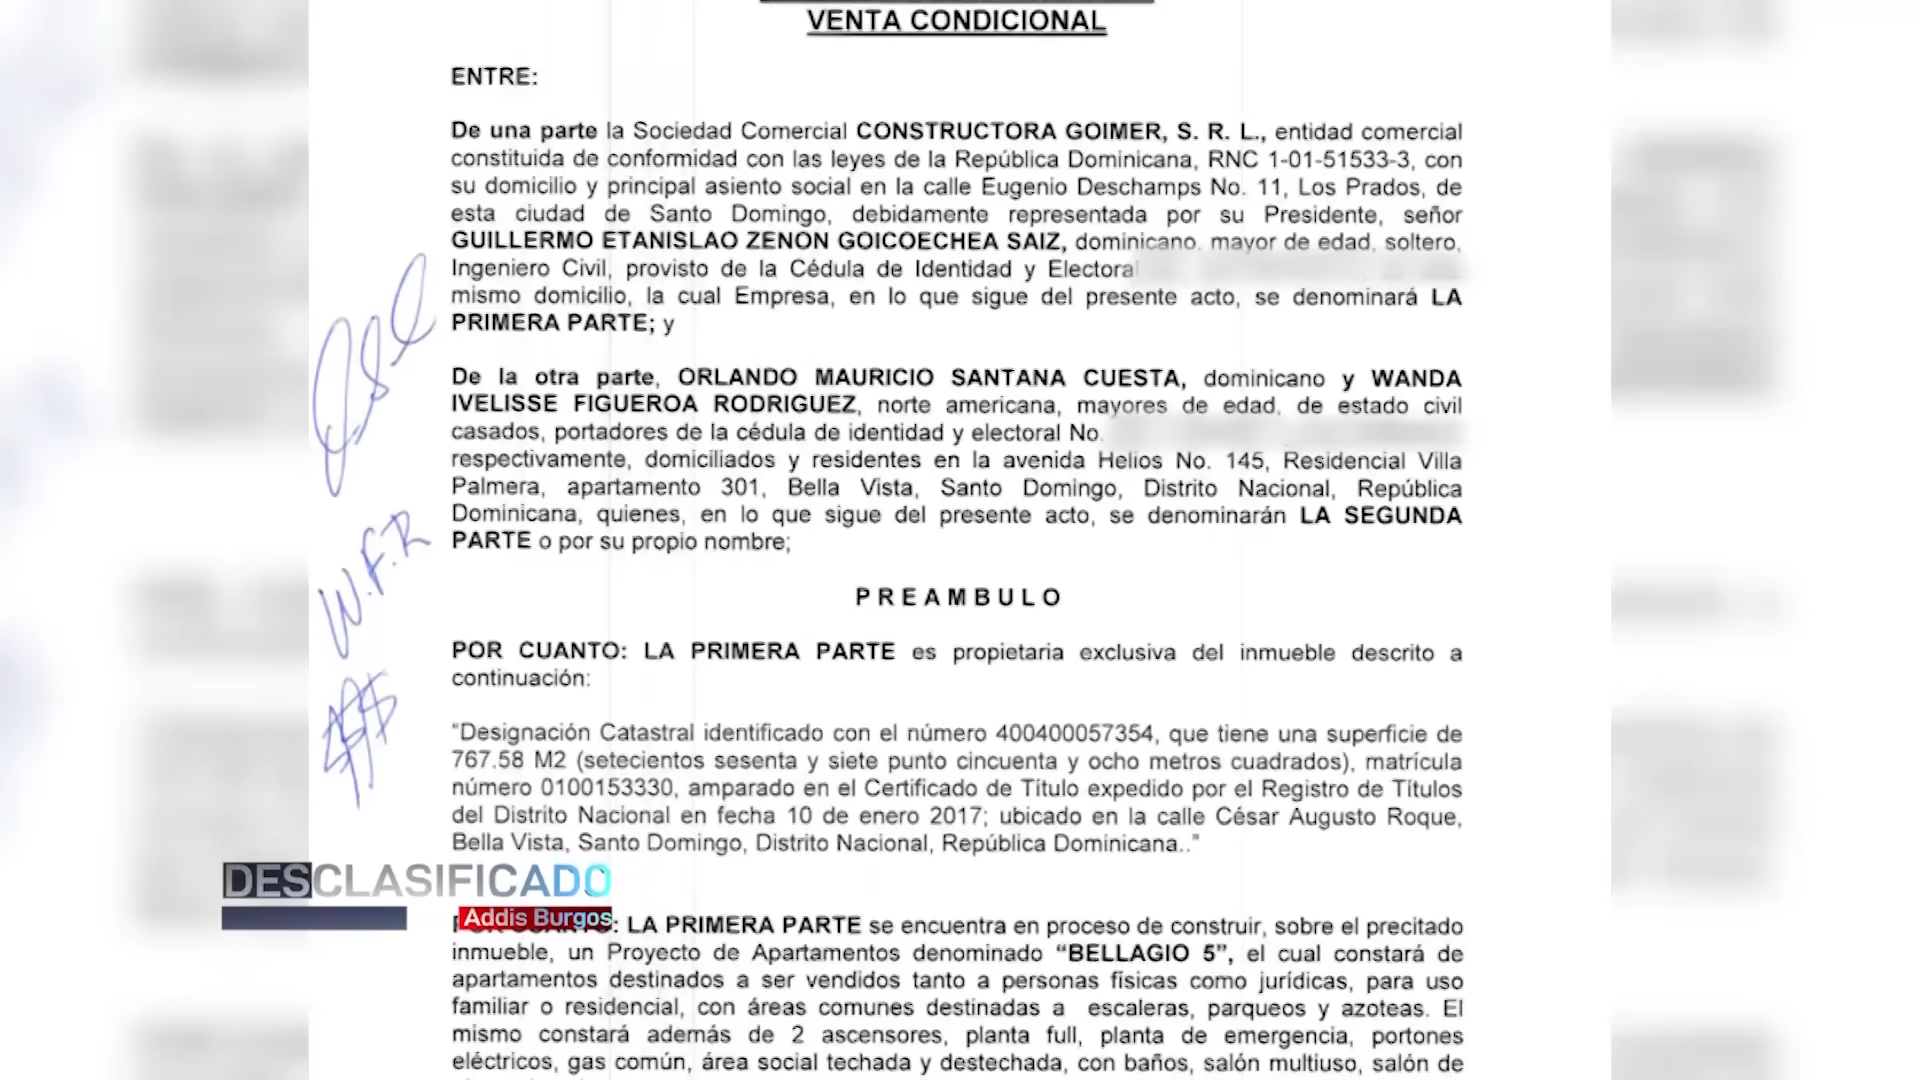 VENTA CONDICIONAL
ENTRE:
De una parte la Sociedad Comercial CONSTRUCTORA GOIMER, S. R. L., entidad comercial
constituida de conformidad con las leyes de la República Dominicana, RNC 1-01-51533-3, con
su domicilio y principal asiento social en la calle Eugenio Deschamps No. 11, Los Prados, de
esta ciudad de Santo Domingo, debidamente representada por su Presidente, señor
GUILLERMO ETANISLAO ZENON GOICOECHEA SAIZ, dominicano, mayor de edad, soltero,
Ingeniero Civil, provisto de la Cédula de Identidad y Electoral
mismo domicilio, la cual Empresa, en lo que sigue del presente acto, se denominará LA
PRIMERA PARTE; y
De la otra parte, ORLANDO MAURICIO SANTANA CUESTA, dominicano y WANDA
IVELISSE FIGUEROA RODRIGUEZ, norte americana, mayores de edad, de estado civil
casados, portadores de la cédula de identidad y electoral No.
respectivamente, domiciliados y residentes en la avenida Helios No. 145, Residencial Villa
Palmera, apartamento 301, Bella Vista, Santo Domingo, Distrito Nacional, República
Dominicana, quienes, en lo que sigue del presente acto, se denominarán LA SEGUNDA
PARTE o por su propio nombre;
W.F.R
PREAMBULO
POR CUANTO: LA PRIMERA PARTE es propietaria exclusiva del inmueble descrito a
continuación:
“Designación Catastral identificado con el número 400400057354, que tiene una superficie de
767.58 M2 (setecientos sesenta y siete punto cincuenta y ocho metros cuadrados), matrícula
número 0100153330, amparado en el Certificado de Título expedido por el Registro de Títulos
del Distrito Nacional en fecha 10 de enero 2017; ubicado en la calle César Augusto Roque,
Bella Vista, Santo Domingo, Distrito Nacional, República Dominicana..”
DESCLASIFICADO
Addis Burgos
: LA PRIMERA PARTE se encuentra en proceso de construir, sobre el precitado
inmueble, un Proyecto de Apartamentos denominado “BELLAGIO 5”, el cual constará de
apartamentos destinados a ser vendidos tanto a personas físicas como jurídicas, para uso
familiar o residencial, con áreas comunes destinadas a escaleras, parqueos y azoteas. El
mismo constará además de 2 ascensores, planta full, planta de emergencia, portones
eléctricos, gas común, área social techada y destechada, con baños, salón multiuso, salón de